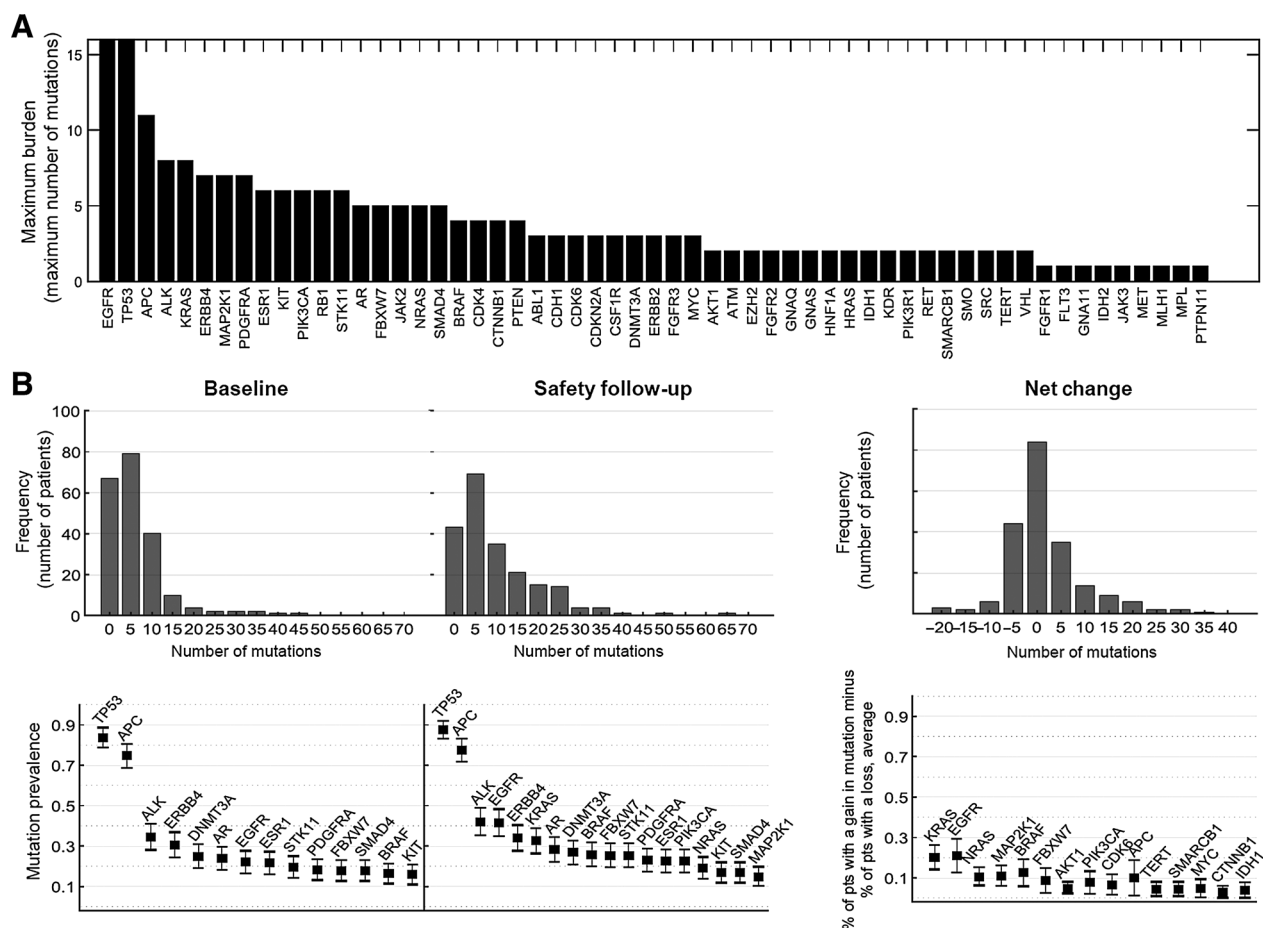 A
Maximum burden
(maximum number of mutations)
15
10
5
0
EGFR TP53 APC ALK KRAS ERBB4 MAP2K1 PDGFRA ESR1 KIT PIK3CA RB1 STK11 AR FBXW7 JAK2 NRAS SMAD4 BRAF CDK4 CTNNB1 PTEN ABL1 CDH1 CDK6 CDKN2A CSF1R DNMT3A ERBB2 FGFR3 MYC AKT1 ATM EZH2 FGFR2 GNAQ GNAS HNF1A HRAS IDH1 KDR PIK3R1 RET SMARCB1 SMO SRC TERT VHL FGFR1 FLT3 GNA11 IDH2 JAK3 MET MLH1 MPL PTPN11
B
Baseline
Frequency
(number of patients)
100
80
60
40
20
0
0 5 10 15 20 25 30 35 40 45 50 55 60 65 70
Number of mutations
Safety follow-up
0 5 10 15 20 25 30 35 40 45 50 55 60 65 70
Number of mutations
Net change
Frequency
(number of patients)
−20 −15 −10 −5 0 5 10 15 20 25 30 35 40
Number of mutations
Mutation prevalence
0.9
0.7
0.5
0.3
0.1
TP53 APC ALK ERBB4 DNMT3A AR EGFR ESR1 STK11 PDGFRA FBXW7 SMAD4 BRAF KIT
TP53 APC ALK EGFR ERBB4 KRAS AR DNMT3A BRAF FBXW7 STK11 PDGFRA ESR1 PIK3CA NRAS KIT SMAD4 MAP2K1
% of pts with a gain in mutation minus
% of pts with a loss, average
0.9
0.7
0.5
0.3
0.1
KRAS EGFR NRAS MAP2K1 BRAF FBXW7 AKT1 PIK3CA CDK6 APC TERT SMARCB1 MYC CTNNB1 IDH1